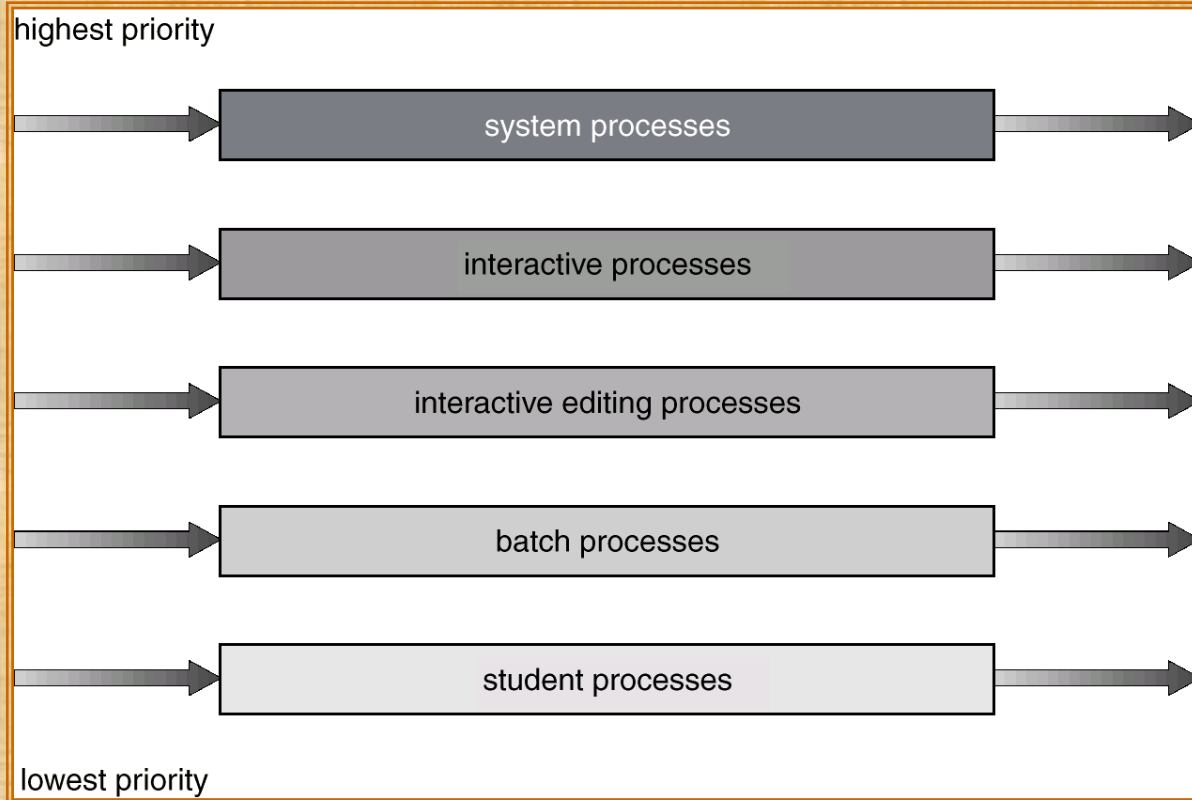 highest priority
system processes
interactive processes
interactive editing processes
batch processes
student processes
lowest priority